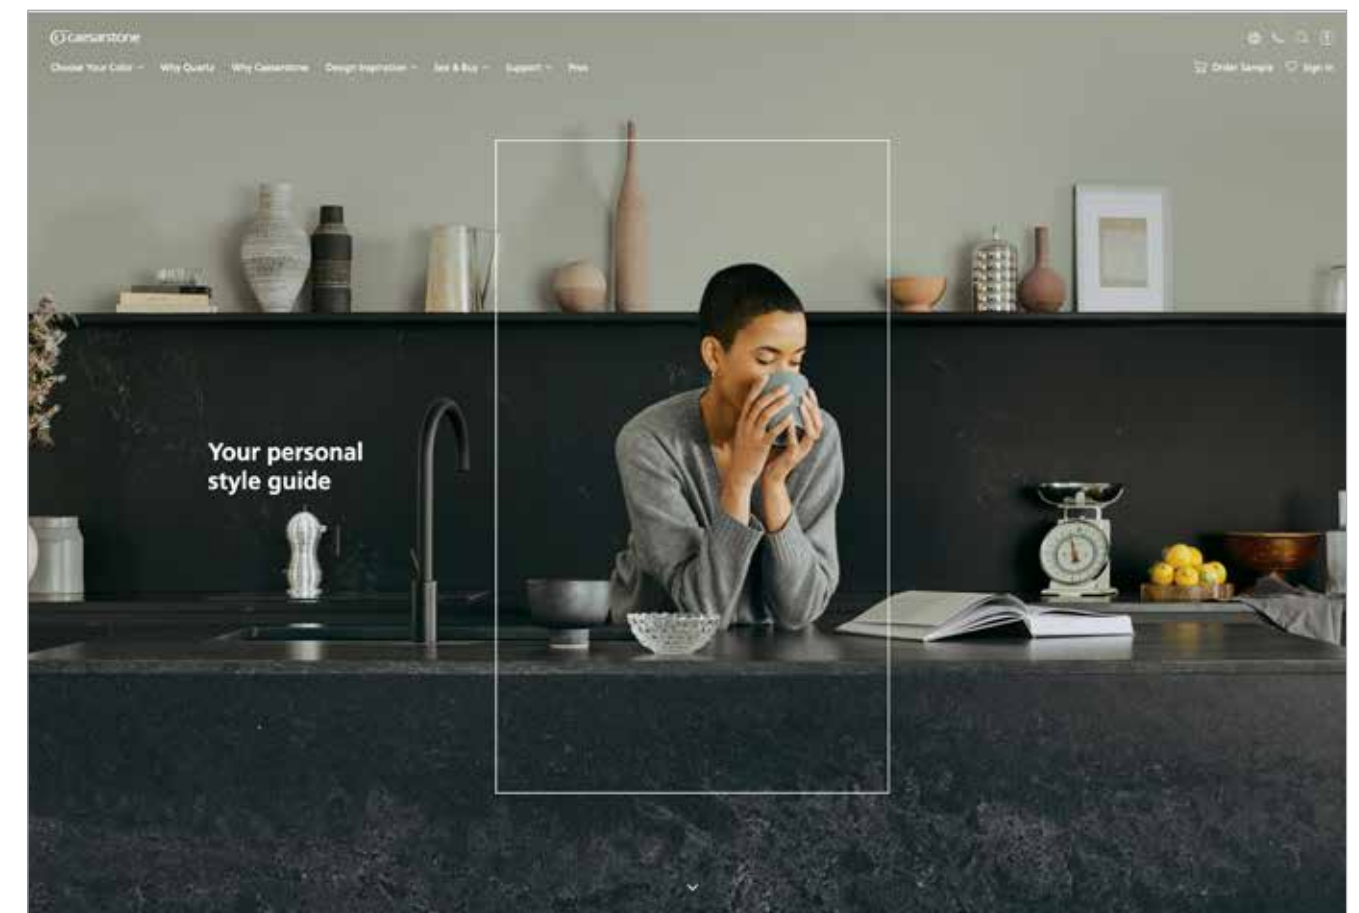 caesarstone
Choose Your Color Why Quartz Why Caesarstone Design Inspiration See & Buy Support Pros
Order Sample Sign In
Your personal
style guide